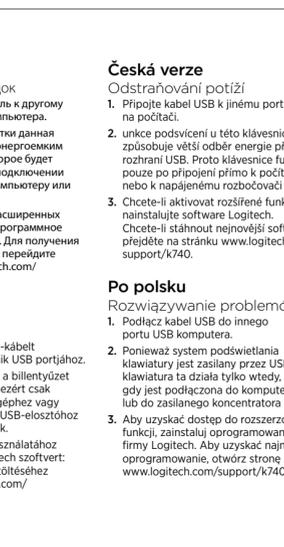 ок
ль к другому
пьютера.
тки данная
нергоемким
орое будет
одключении
мпьютеру или
асширенных
рограммное
. Для получения
перейдите
ch.com/
-kábelt
ik USB portjához.
a billentyűzet
ezért csak
géphez vagy
USB-elosztóhoz
k.
sználatához
ech szoftvert:
töltéséhez
.com/
Česká verze
Odstraňování potíží
1. Připojte kabel USB k jinému port
na počítači.
2. unkce podsvícení u této klávesnic
způsobuje větší odběr energie př
rozhraní USB. Proto klávesnice fu
pouze po připojení přímo k počít
nebo k napájenému rozbočovači
3. Chcete-li aktivovat rozšířené funk
nainstalujte software Logitech.
Chcete-li stáhnout nejnovější soft
přejděte na stránku www.logitech
support/k740.
Po polsku
Rozwiązywanie problemó
1. Podłącz kabel USB do innego
portu USB komputera.
2. Ponieważ system podświetlania
klawiatury jest zasilany przez USB
klawiatura ta działa tylko wtedy,
gdy jest podłączona do komputer
lub do zasilanego koncentratora
3. Aby uzyskać dostęp do rozszerzo
funkcji, zainstaluj oprogramowan
firmy Logitech. Aby uzyskać najn
oprogramowanie, otwórz stronę
www.logitech.com/support/k740